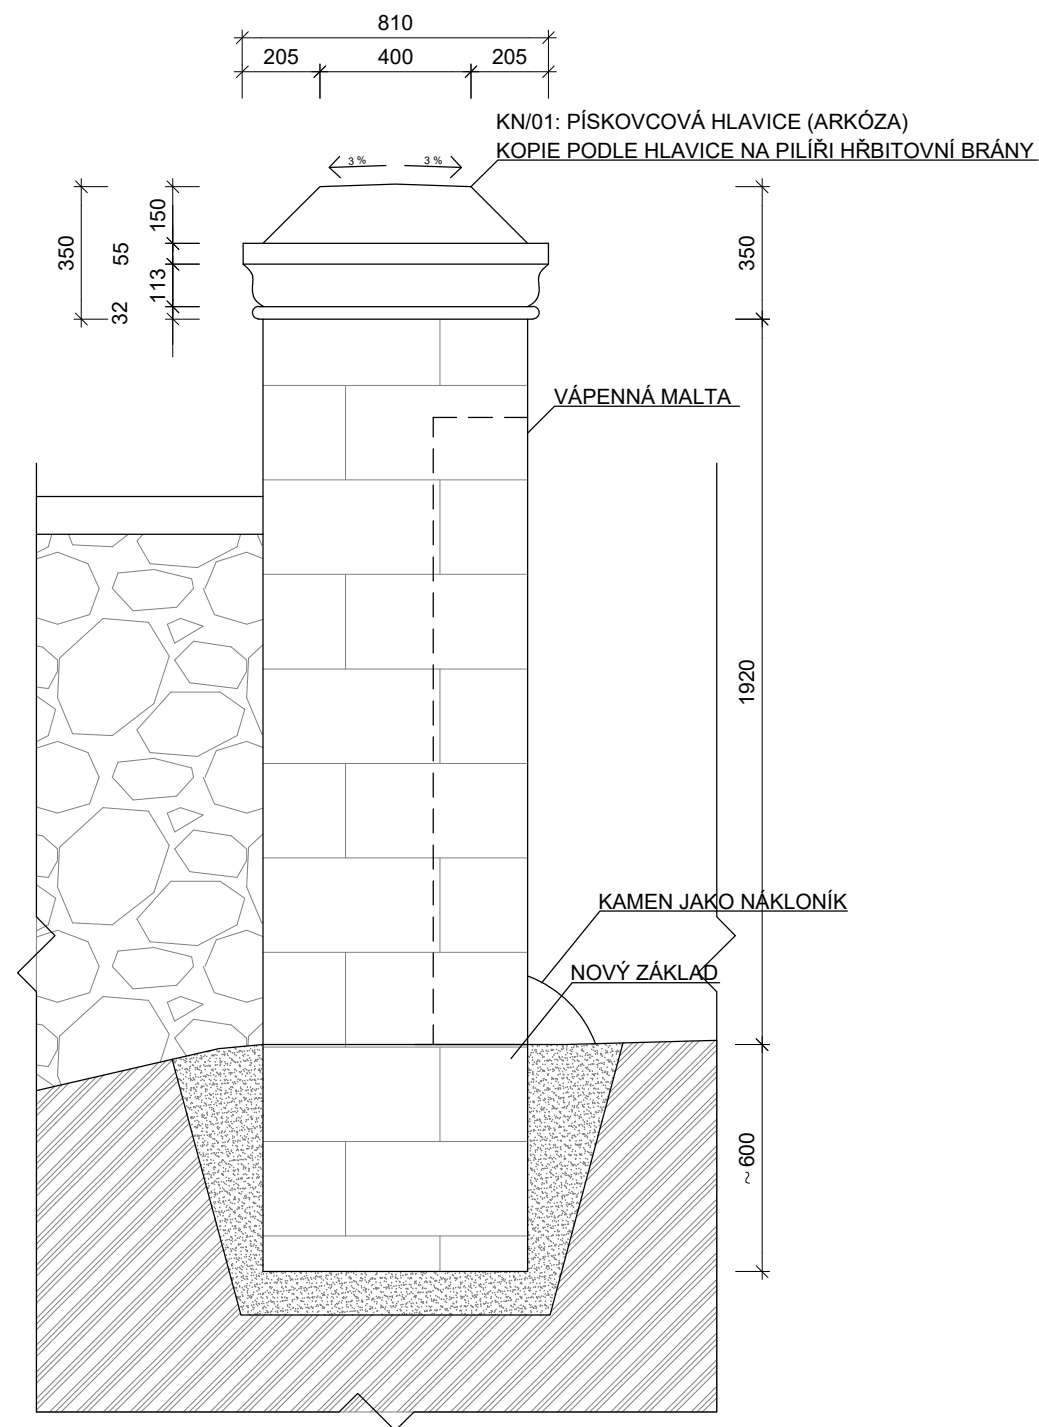 810
205 400 205
KN/01: PÍSKOVCOVÁ HLAVICE (ARKÓZA)
KOPIE PODLE HLAVICE NA PILÍŘI HŘBITOVNÍ BRÁNY
3 % 3 %
350
150
55
113
32
350
VÁPENNÁ MALTA
1920
KAMEN JAKO NÁKLONÍK
NOVÝ ZÁKLAD
~600